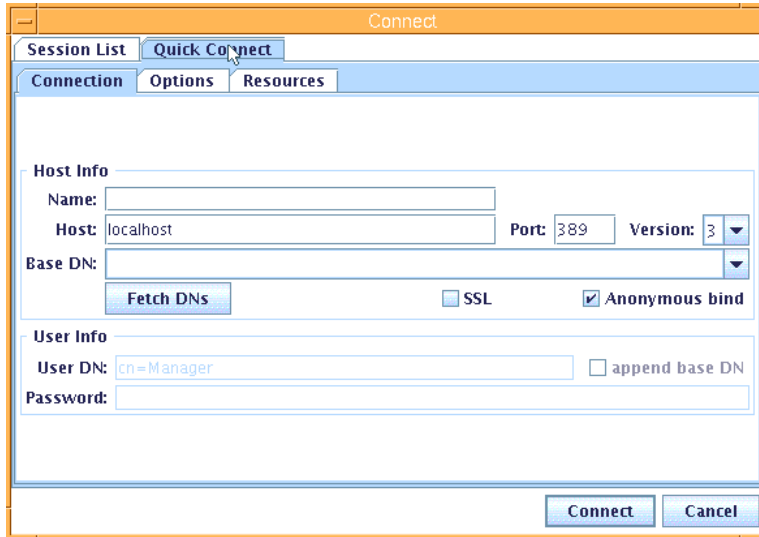 Connect
Session List Quick Connect
Connection Options Resources
Host Info
Name:
Host: localhost Port: 389 Version: 3
Base DN:
Fetch DNs SSL Anonymous bind
User Info
User DN: cn=Manager append base DN
Password:
Connect Cancel